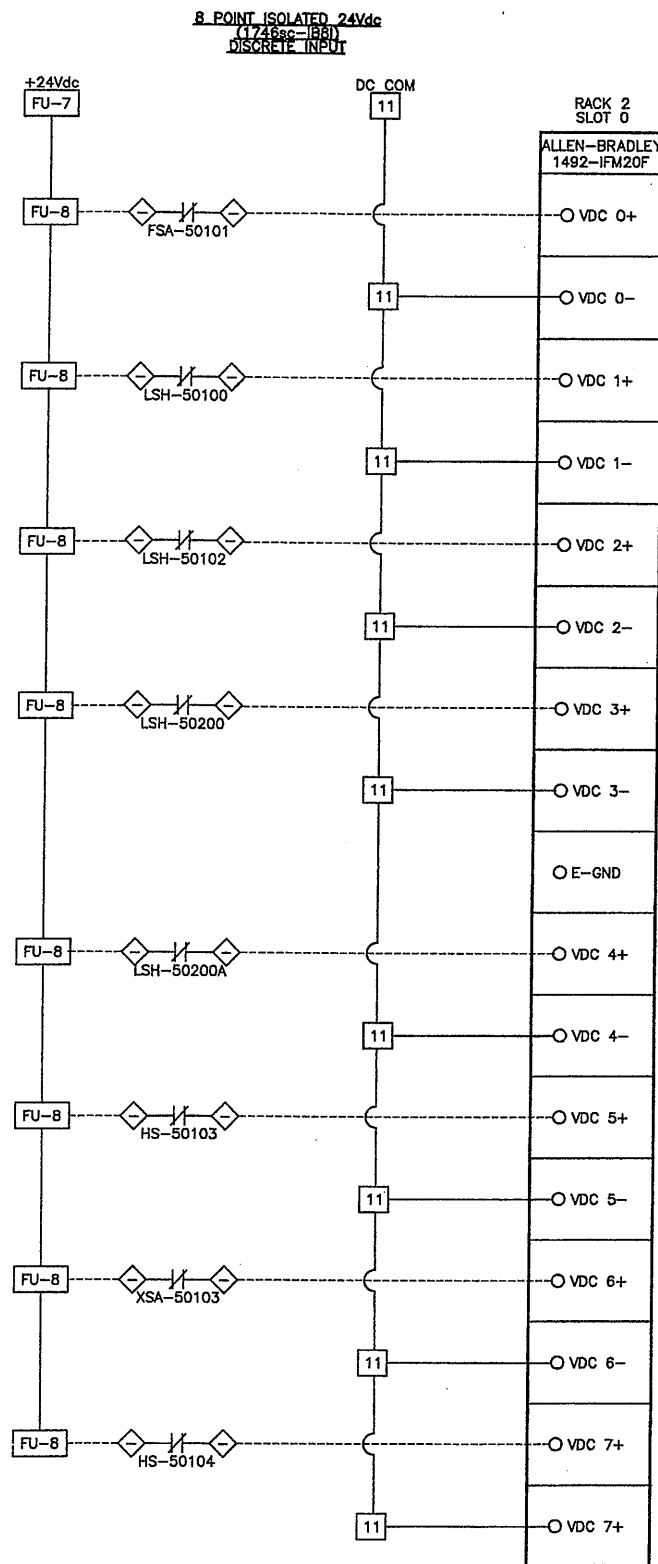 8 POINT ISOLATED 24Vdc
(1746sc-IB8I)
DISCRETE INPUT
+24Vdc
FU-7
DC COM
11
RACK 2
SLOT 0
ALLEN-BRADLEY
1492-IFM20F
FU-8
FSA-50101
VDC 0+
11
VDC 0-
FU-8
LSH-50100
VDC 1+
11
VDC 1-
FU-8
LSH-50102
VDC 2+
11
VDC 2-
FU-8
LSH-50200
VDC 3+
11
VDC 3-
E-GND
FU-8
LSH-50200A
VDC 4+
11
VDC 4-
FU-8
HS-50103
VDC 5+
11
VDC 5-
FU-8
XSA-50103
VDC 6+
11
VDC 6-
FU-8
HS-50104
VDC 7+
11
VDC 7+